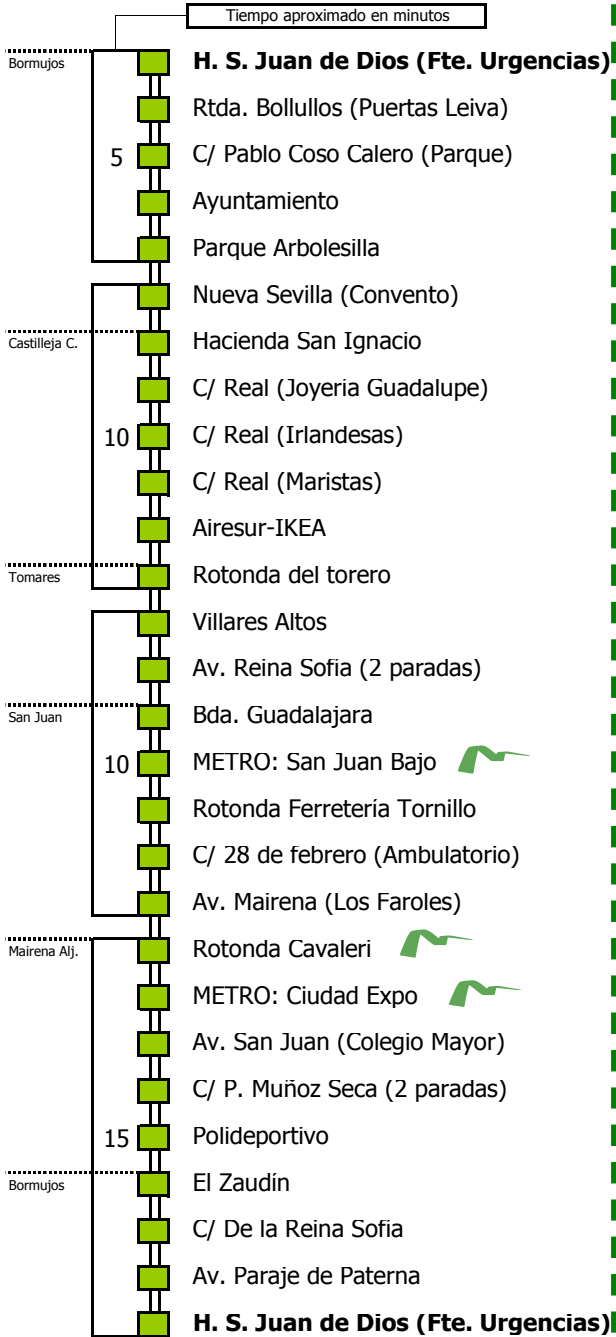 Tiempo aproximado en minutos
Bormujos
H. S. Juan de Dios (Fte. Urgencias)
Rtda. Bollullos (Puertas Leiva)
5
C/ Pablo Coso Calero (Parque)
Ayuntamiento
Parque Arbolesilla
Nueva Sevilla (Convento)
Castilleja C.
Hacienda San Ignacio
C/ Real (Joyeria Guadalupe)
10
C/ Real (Irlandesas)
C/ Real (Maristas)
Airesur-IKEA
Tomares
Rotonda del torero
Villares Altos
Av. Reina Sofia (2 paradas)
San Juan
Bda. Guadalajara
10
METRO: San Juan Bajo
Rotonda Ferretería Tornillo
C/ 28 de febrero (Ambulatorio)
Av. Mairena (Los Faroles)
Mairena Alj.
Rotonda Cavaleri
METRO: Ciudad Expo
Av. San Juan (Colegio Mayor)
C/ P. Muñoz Seca (2 paradas)
15
Polideportivo
Bormujos
El Zaudín
C/ De la Reina Sofia
Av. Paraje de Paterna
H. S. Juan de Dios (Fte. Urgencias)